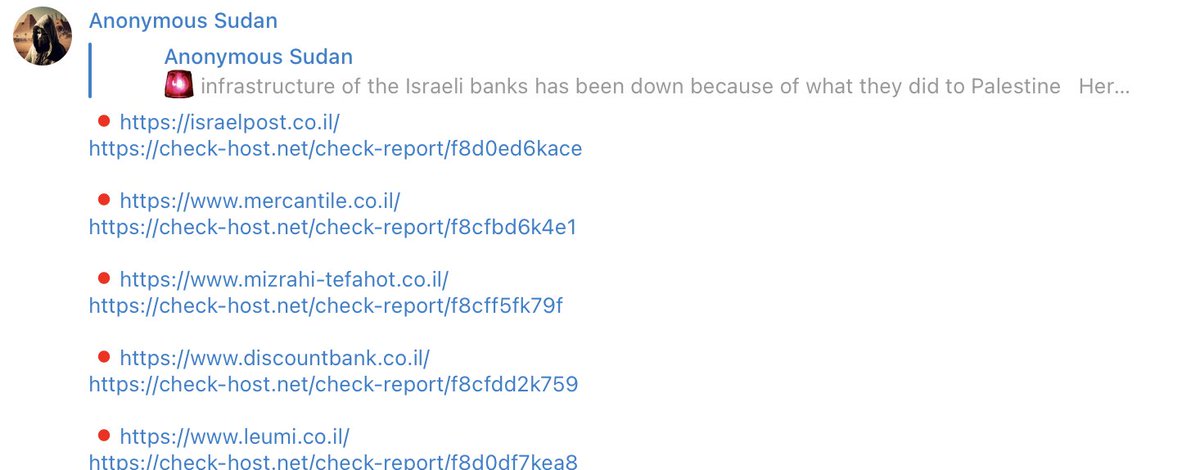 Anonymous Sudan
Anonymous Sudan
🚨 infrastructure of the Israeli banks has been down because of what they did to Palestine Her...
🔴 https://israelpost.co.il/
https://check-host.net/check-report/f8d0ed6kace
🔴 https://www.mercantile.co.il/
https://check-host.net/check-report/f8cfbd6k4e1
🔴 https://www.mizrahi-tefahot.co.il/
https://check-host.net/check-report/f8cff5fk79f
🔴 https://www.discountbank.co.il/
https://check-host.net/check-report/f8cfdd2k759
🔴 https://www.leumi.co.il/
https://check-host.net/check-report/f8d0df7kea8